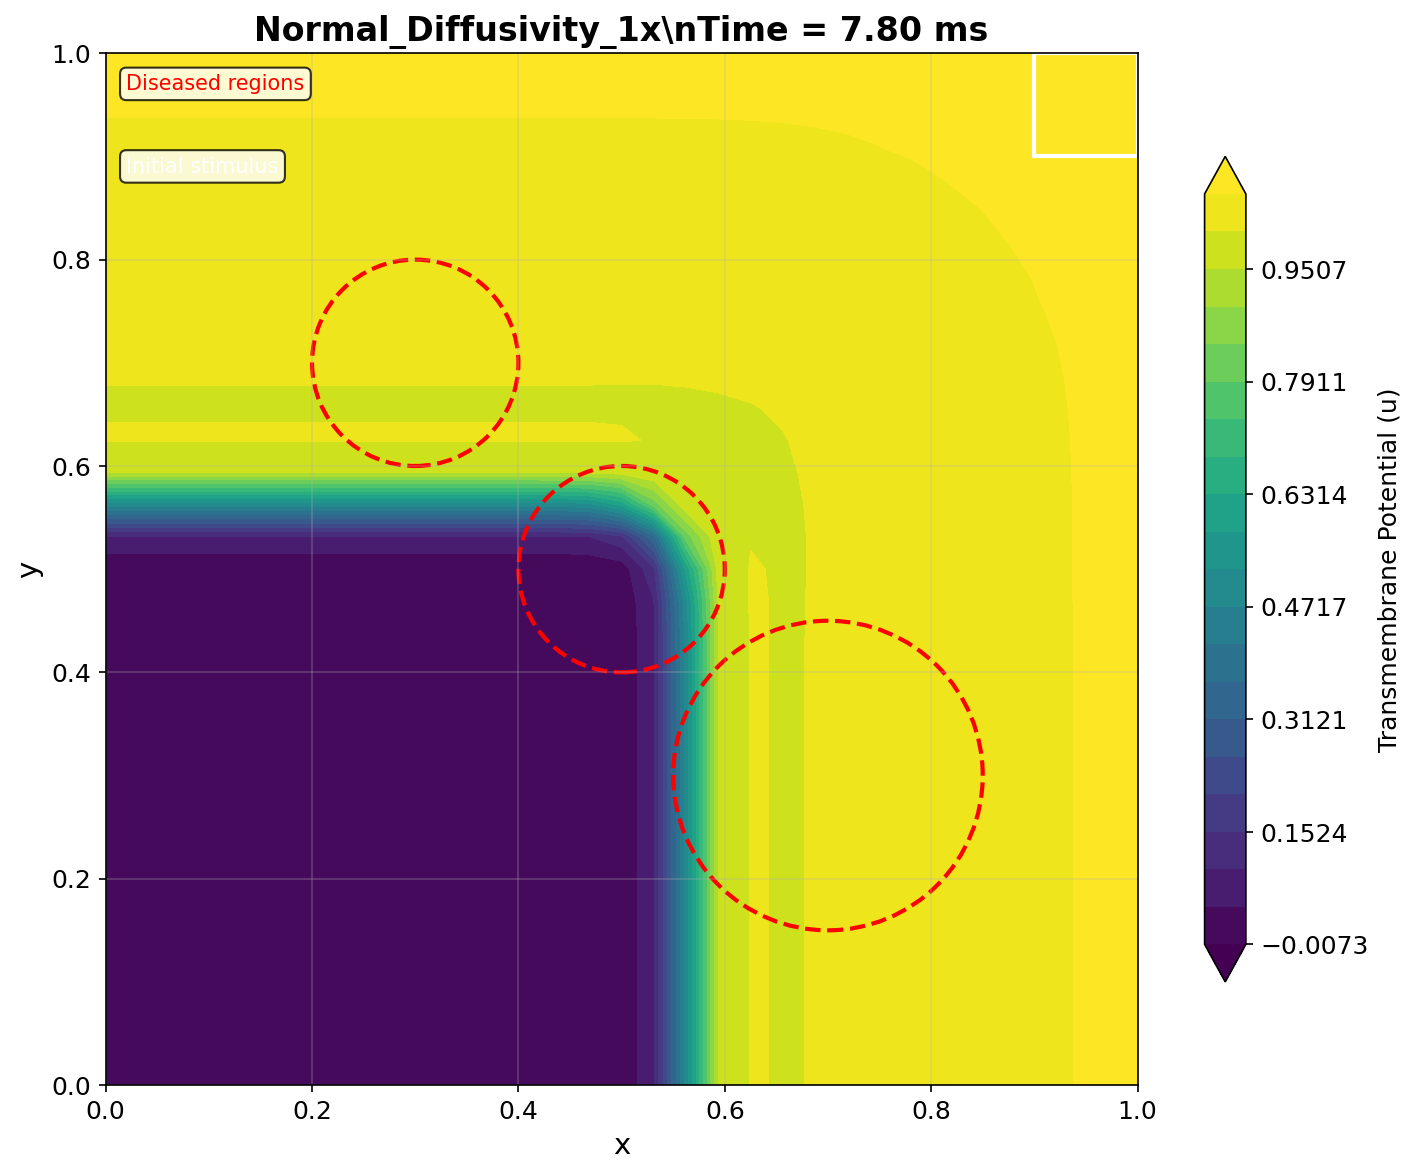 Normal_Diffusivity_1x\nTime = 7.80 ms
1.0
Diseased regions
Initial stimulus
0.8
0.6
0.4
0.2
0.0
y
0.0 0.2 0.4 0.6 0.8 1.0
x
0.9507
0.7911
0.6314
0.4717
0.3121
0.1524
−0.0073
Transmembrane Potential (u)